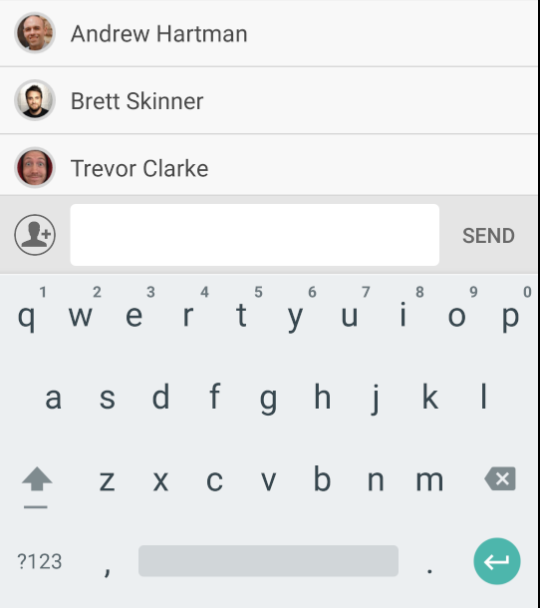 Andrew Hartman
Brett Skinner
Trevor Clarke
SEND
1 2 3 4 5 6 7 8 9 0
q w e r t y u i o p
a s d f g h j k l
z x c v b n m
?123 , .